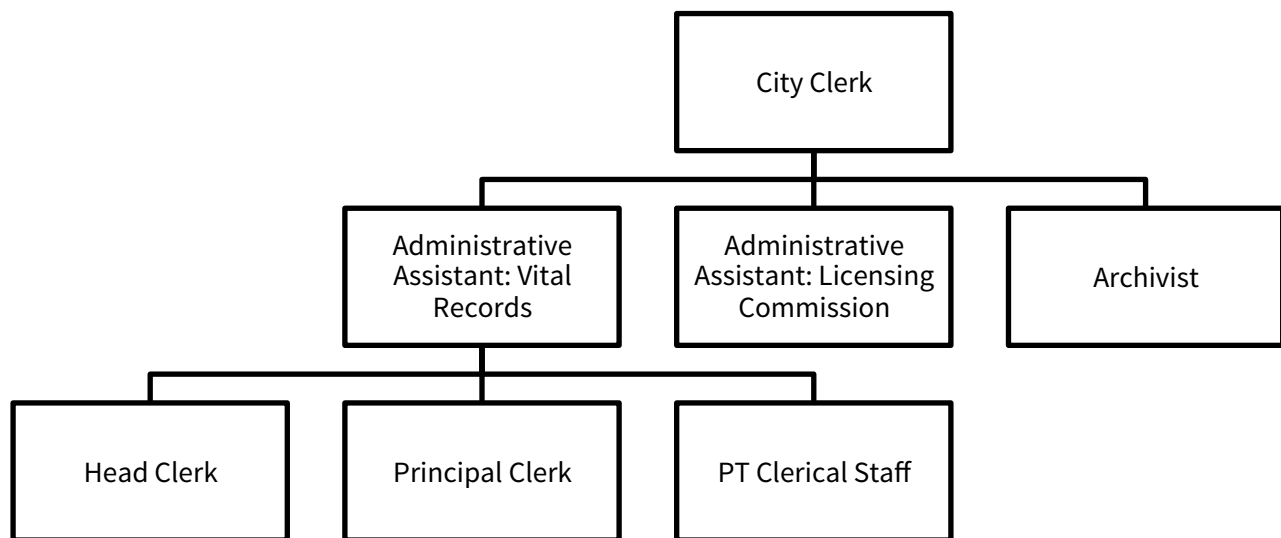 City Clerk
Administrative
Assistant: Vital
Records
Administrative
Assistant: Licensing
Commission
Archivist
Head Clerk
Principal Clerk
PT Clerical Staff